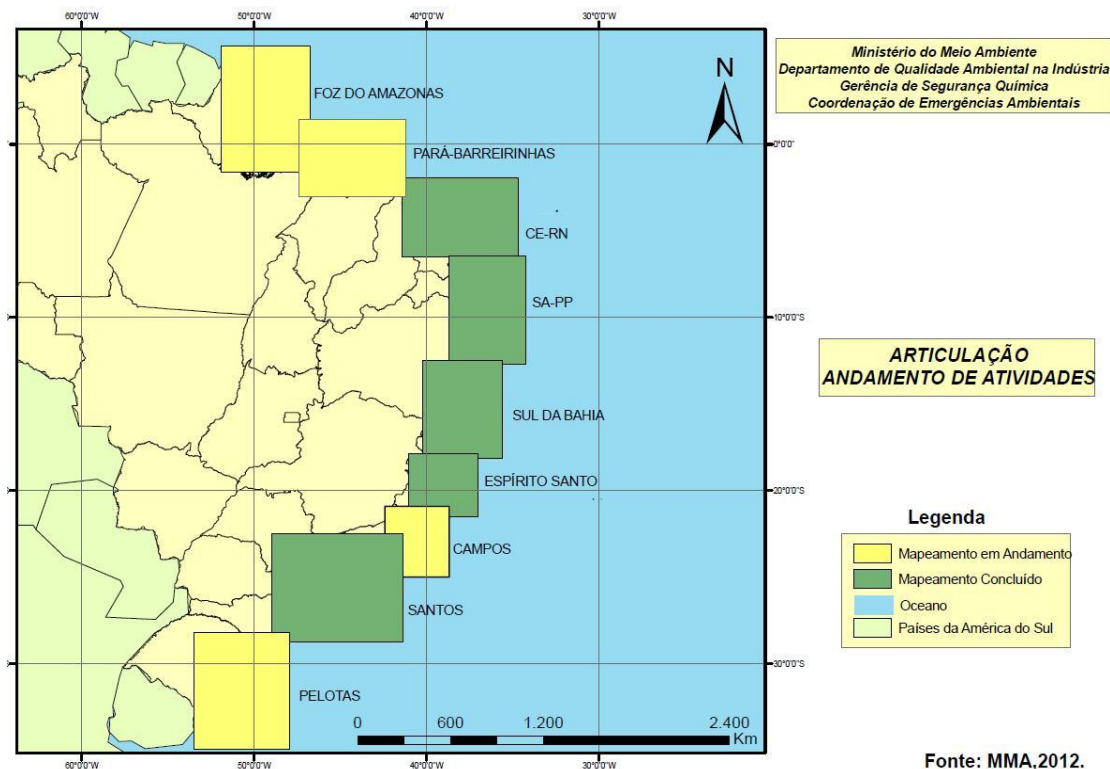 60°0'0"W
50°0'0"W
40°0'0"W
30°0'0"W
Ministério do Meio Ambiente
Departamento de Qualidade Ambiental na Indústria
Gerência de Segurança Química
Coordenação de Emergências Ambientais
N
FOZ DO AMAZONAS
PARÁ-BARREIRINHAS
0°0'0"
CE-RN
SA-PP
10°0'0"S
ARTICULAÇÃO
ANDAMENTO DE ATIVIDADES
SUL DA BAHIA
ESPÍRITO SANTO
20°0'0"S
CAMPOS
SANTOS
Legenda
Mapeamento em Andamento
Mapeamento Concluído
Oceano
Países da América do Sul
30°0'0"S
PELOTAS
0 600 1.200 2.400
Km
60°0'0"W
50°0'0"W
40°0'0"W
30°0'0"W
Fonte: MMA,2012.